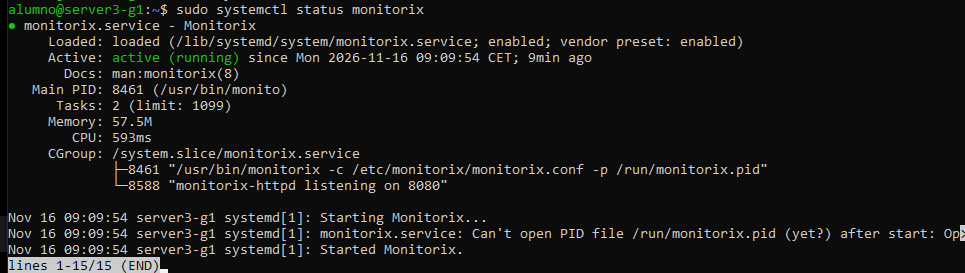 alumno@server3-g1:~$ sudo systemctl status monitorix
● monitorix.service - Monitorix
     Loaded: loaded (/lib/systemd/system/monitorix.service; enabled; vendor preset: enabled)
     Active: active (running) since Mon 2026-11-16 09:09:54 CET; 9min ago
       Docs: man:monitorix(8)
   Main PID: 8461 (/usr/bin/monito)
      Tasks: 2 (limit: 1099)
     Memory: 57.5M
        CPU: 593ms
     CGroup: /system.slice/monitorix.service
             ├─8461 "/usr/bin/monitorix -c /etc/monitorix/monitorix.conf -p /run/monitorix.pid"
             └─8588 "monitorix-httpd listening on 8080"

Nov 16 09:09:54 server3-g1 systemd[1]: Starting Monitorix...
Nov 16 09:09:54 server3-g1 systemd[1]: monitorix.service: Can't open PID file /run/monitorix.pid (yet?) after start: Op>
Nov 16 09:09:54 server3-g1 systemd[1]: Started Monitorix.
lines 1-15/15 (END)